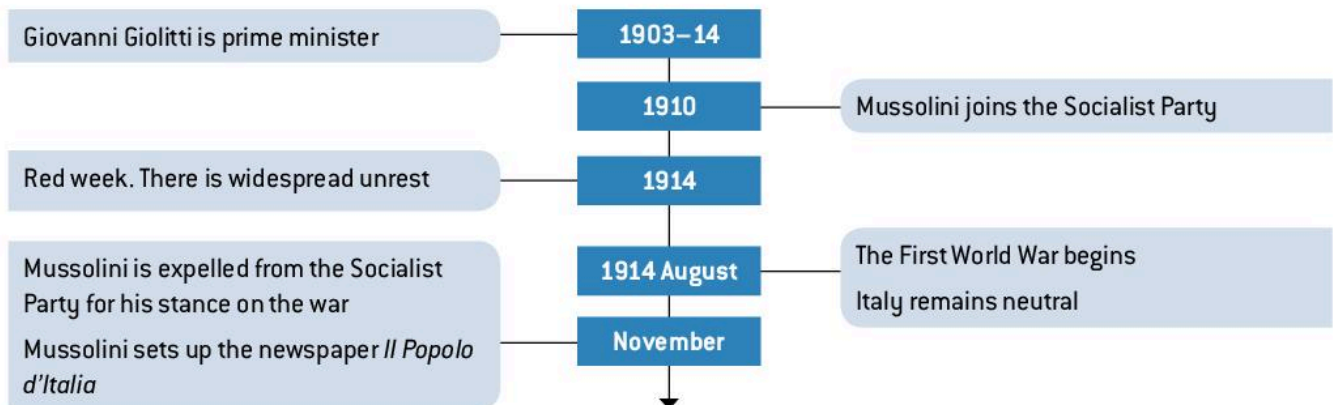 Giovanni Giolitti is prime minister
1903–14
1910
Mussolini joins the Socialist Party
Red week. There is widespread unrest
1914
1914 August
The First World War begins
Italy remains neutral
Mussolini is expelled from the Socialist
Party for his stance on the war
Mussolini sets up the newspaper Il Popolo
d'Italia
November